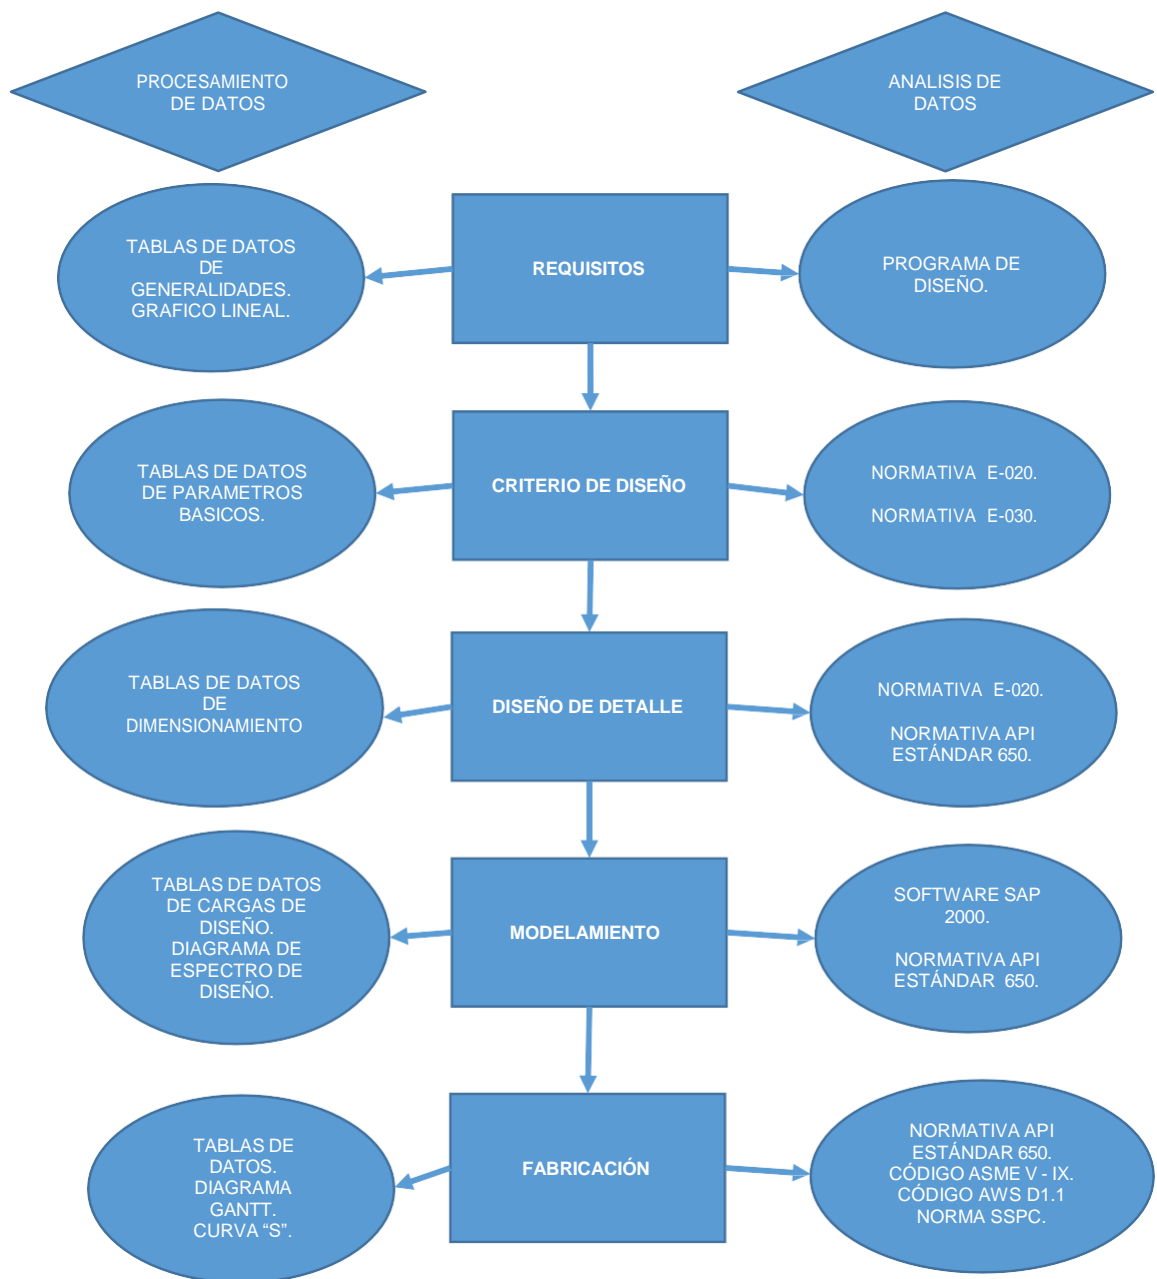 PROCESAMIENTO
DE DATOS
ANALISIS DE
DATOS
TABLAS DE DATOS
DE
GENERALIDADES.
GRAFICO LINEAL.
REQUISITOS
PROGRAMA DE
DISEÑO.
TABLAS DE DATOS
DE PARAMETROS
BASICOS.
CRITERIO DE DISEÑO
NORMATIVA E-020.
NORMATIVA E-030.
TABLAS DE DATOS
DE
DIMENSIONAMIENTO
DISEÑO DE DETALLE
NORMATIVA E-020.
NORMATIVA API
ESTÁNDAR 650.
TABLAS DE DATOS
DE CARGAS DE
DISEÑO.
DIAGRAMA DE
ESPECTRO DE
DISEÑO.
MODELAMIENTO
SOFTWARE SAP
2000.
NORMATIVA API
ESTÁNDAR 650.
TABLAS DE
DATOS.
DIAGRAMA
GANTT.
CURVA “S”.
FABRICACIÓN
NORMATIVA API
ESTÁNDAR 650.
CÓDIGO ASME V - IX.
CÓDIGO AWS D1.1
NORMA SSPC.